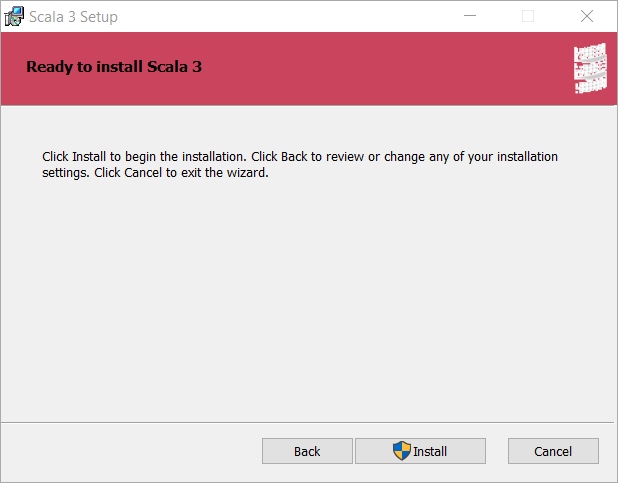 Scala 3 Setup
Ready to install Scala 3
Click Install to begin the installation. Click Back to review or change any of your installation
settings. Click Cancel to exit the wizard.
Back
Install
Cancel